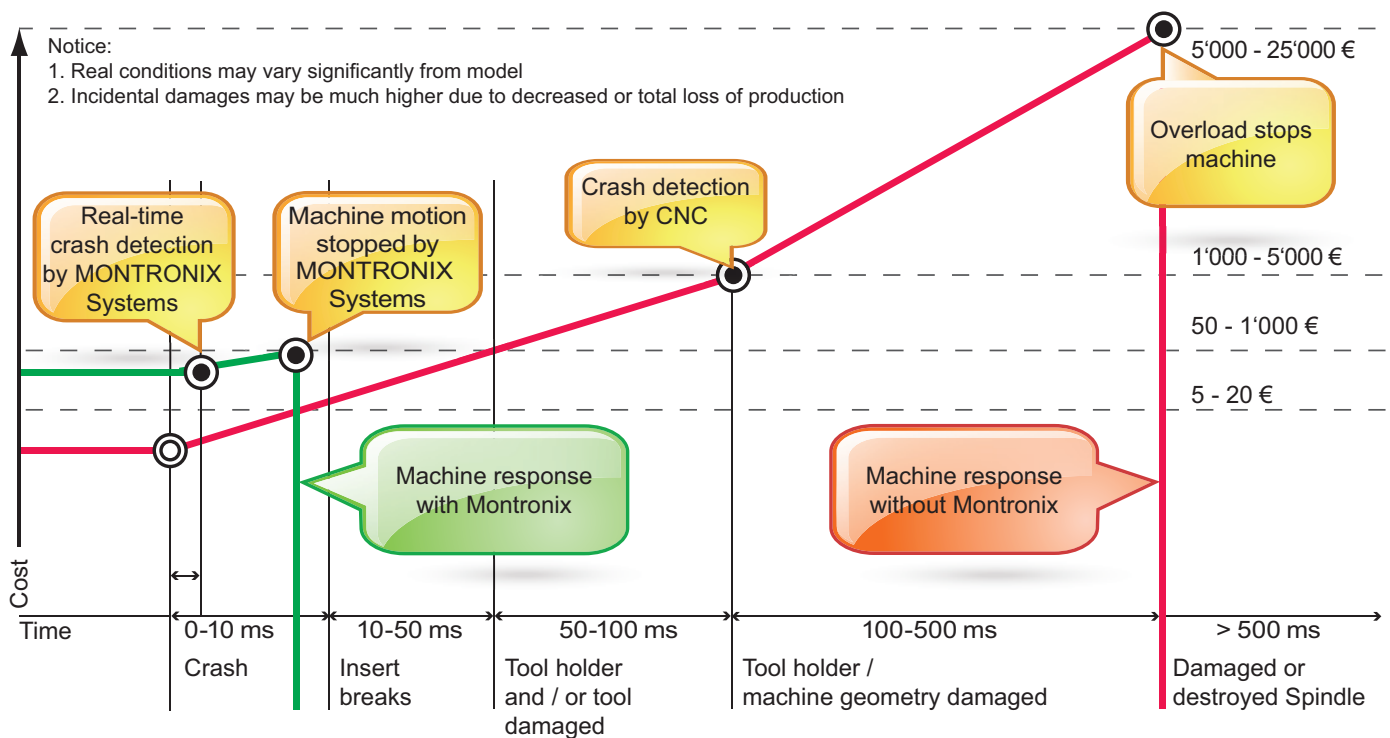 Notice:
1. Real conditions may vary significantly from model
2. Incidental damages may be much higher due to decreased or total loss of production
5‘000 - 25‘000 €
Overload stops
machine
Crash detection
by CNC
Real-time
crash detection
by MONTRONIX
Systems
Machine motion
stopped by
MONTRONIX
Systems
1‘000 - 5‘000 €
50 - 1‘000 €
5 - 20 €
Machine response
with Montronix
Machine response
without Montronix
Cost
Time
0-10 ms
10-50 ms
50-100 ms
100-500 ms
> 500 ms
Crash
Insert
breaks
Tool holder
and / or tool
damaged
Tool holder /
machine geometry damaged
Damaged or
destroyed Spindle